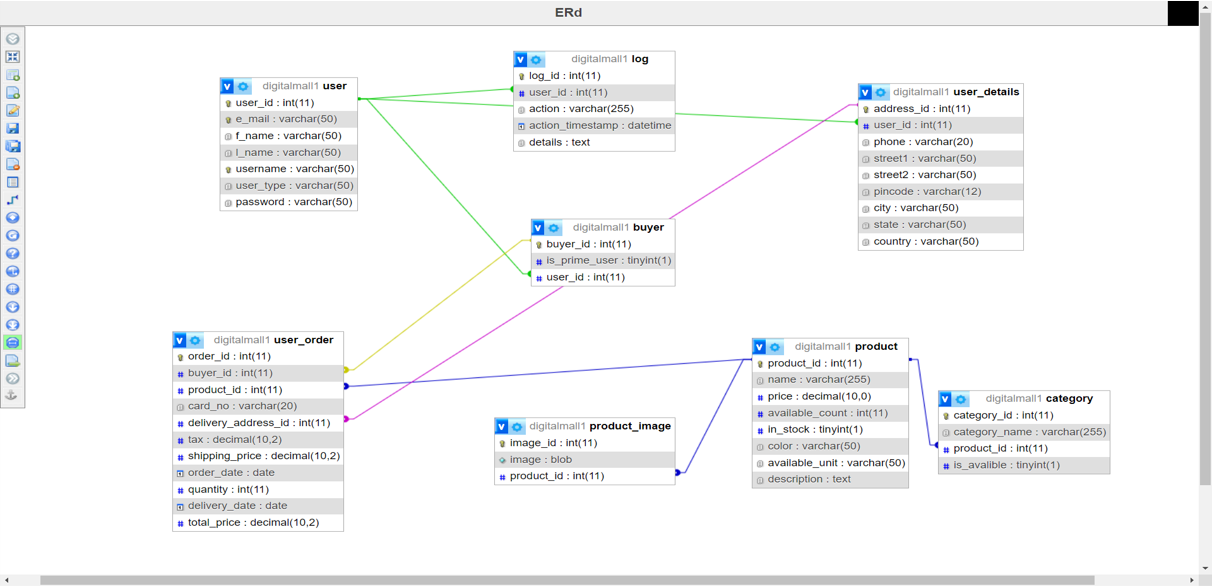 ERd
digitalmall1 user
user_id : int(11)
e_mail : varchar(50)
f_name : varchar(50)
l_name : varchar(50)
username : varchar(50)
user_type : varchar(50)
password : varchar(50)
digitalmall1 log
log_id : int(11)
user_id : int(11)
action : varchar(255)
action_timestamp : datetime
details : text
digitalmall1 user_details
address_id : int(11)
user_id : int(11)
phone : varchar(20)
street1 : varchar(50)
street2 : varchar(50)
pincode : varchar(12)
city : varchar(50)
state : varchar(50)
country : varchar(50)
digitalmall1 buyer
buyer_id : int(11)
is_prime_user : tinyint(1)
user_id : int(11)
digitalmall1 user_order
order_id : int(11)
buyer_id : int(11)
product_id : int(11)
card_no : varchar(20)
delivery_address_id : int(11)
tax : decimal(10,2)
shipping_price : decimal(10,2)
order_date : date
quantity : int(11)
delivery_date : date
total_price : decimal(10,2)
digitalmall1 product_image
image_id : int(11)
image : blob
product_id : int(11)
digitalmall1 product
product_id : int(11)
name : varchar(255)
price : decimal(10,0)
available_count : int(11)
in_stock : tinyint(1)
color : varchar(50)
available_unit : varchar(50)
description : text
digitalmall1 category
category_id : int(11)
category_name : varchar(255)
product_id : int(11)
is_avalible : tinyint(1)